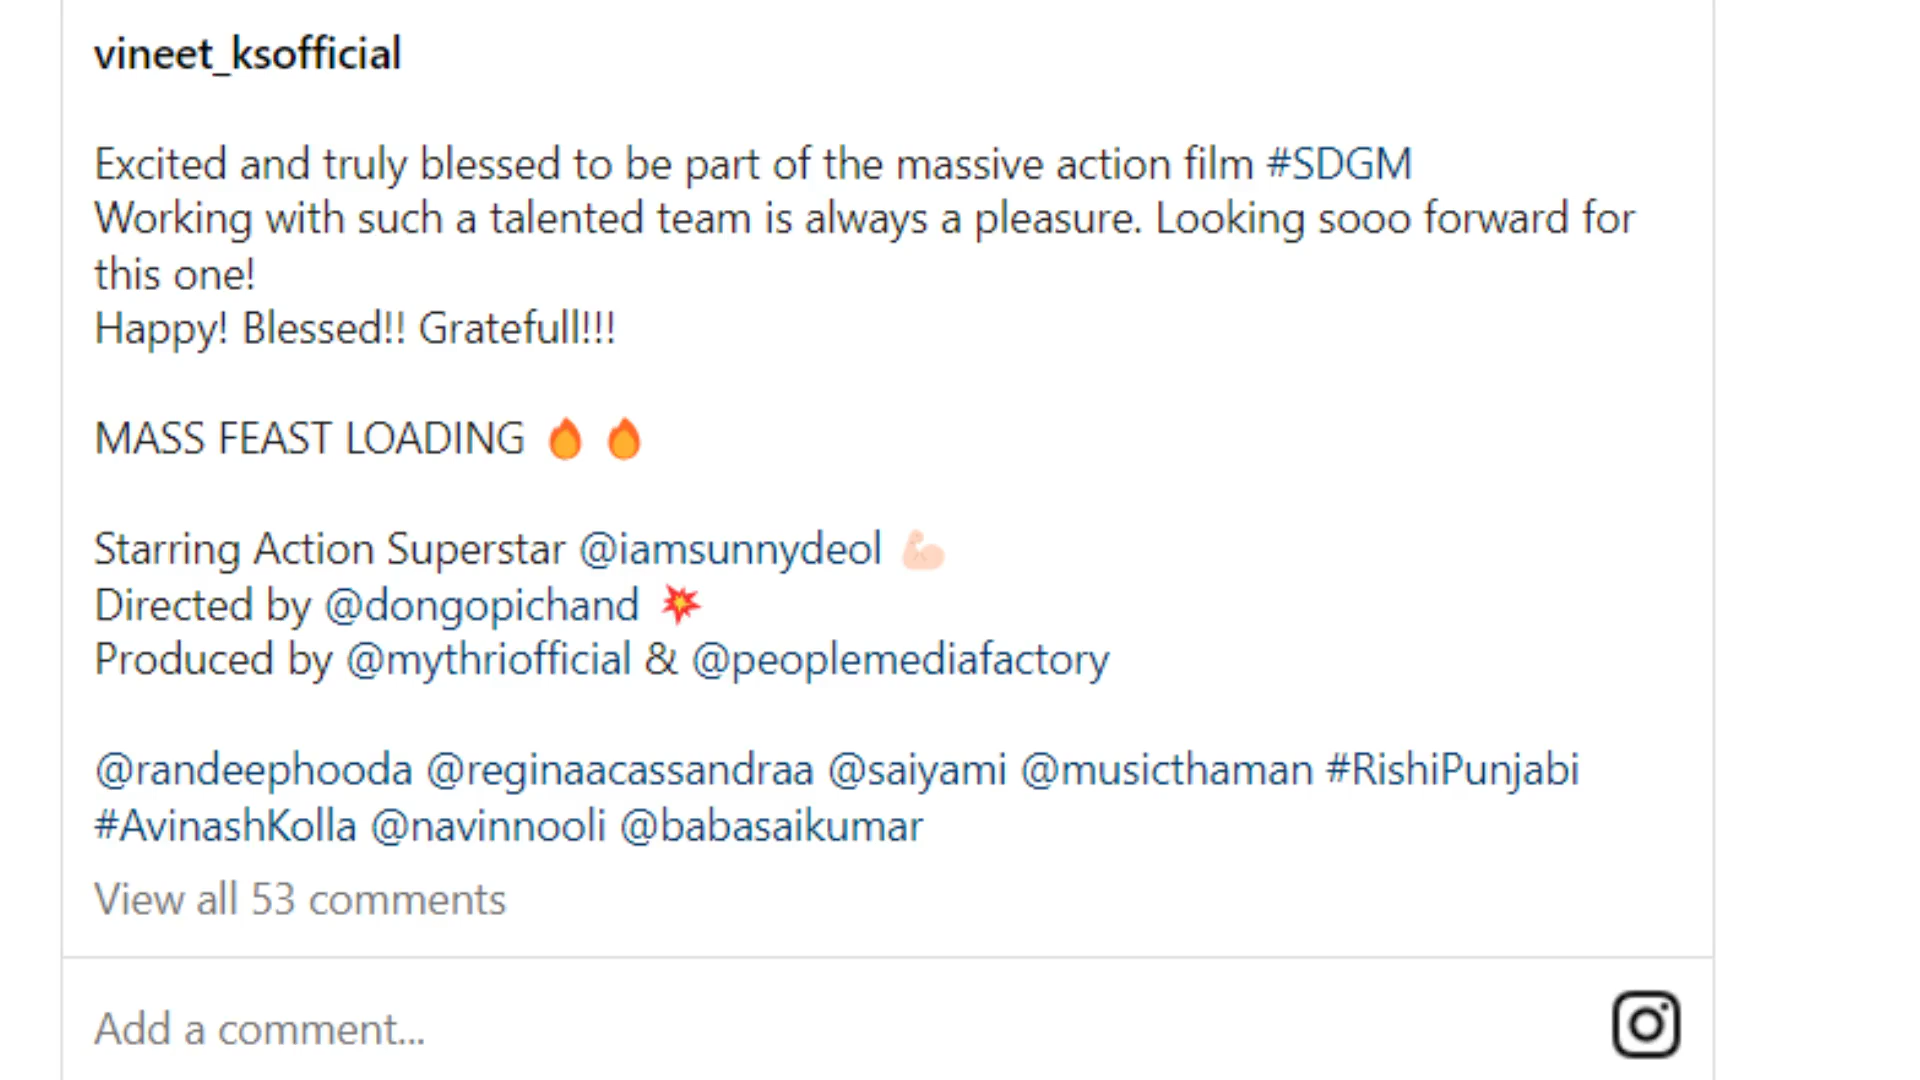 vineet_ksofficial
Excited and truly blessed to be part of the massive action film #SDGM
Working with such a talented team is always a pleasure. Looking sooo forward for
this one!
Happy! Blessed!! Gratefull!!!
MASS FEAST LOADING 🔥 🔥
Starring Action Superstar @iamsunnydeol 💪🏻
Directed by @dongopichand 💥
Produced by @mythriofficial & @peoplemediafactory
@randeephooda @reginaacassandraa @saiyami @musicthaman #RishiPunjabi
#AvinashKolla @navinnooli @babasaikumar
View all 53 comments
Add a comment...